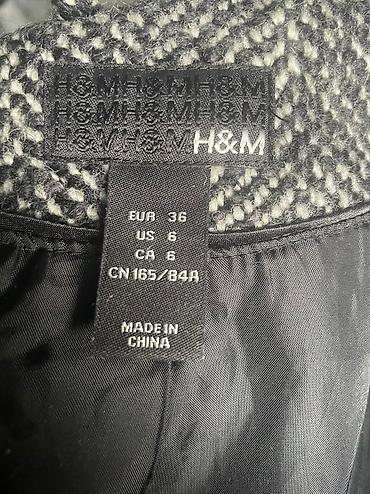 H&MH&MH&M
H&MH&MH&M
H&MH&MH&M
EUR 36
US 6
CA 6
CN 165/84A
MADE IN
CHINA